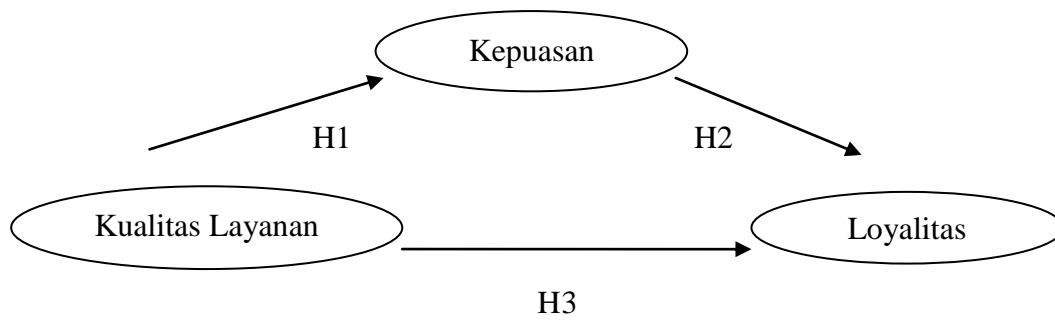 Kepuasan
H1
H2
Kualitas Layanan
Loyalitas
H3